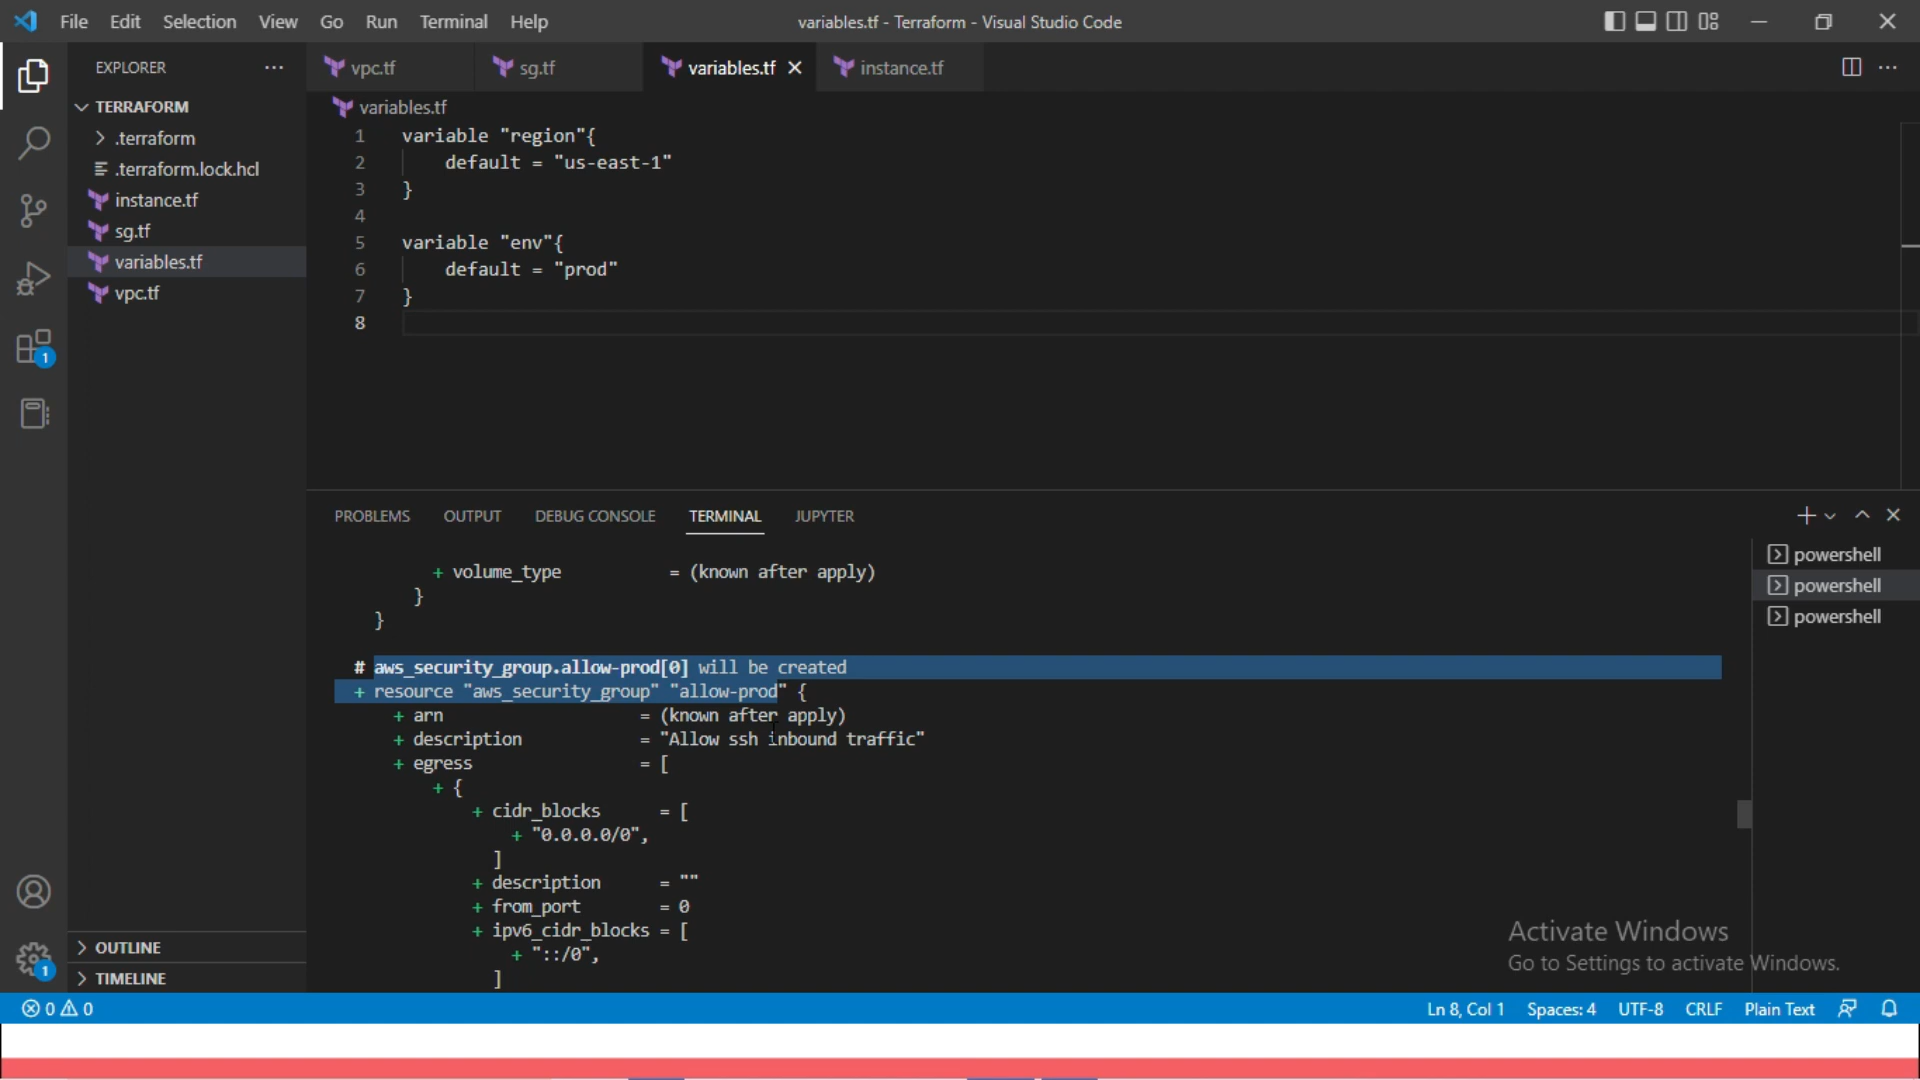 File Edit Selection View Go Run Terminal Help
variables.tf - Terraform - Visual Studio Code
EXPLORER
TERRAFORM
.terraform
.terraform.lock.hcl
instance.tf
sg.tf
variables.tf
vpc.tf
OUTLINE
TIMELINE
1
1
vpc.tf sg.tf variables.tf instance.tf
variables.tf
1 variable "region"{
2 default = "us-east-1"
3 }
4
5 variable "env"{
6 default = "prod"
7 }
8
PROBLEMS OUTPUT DEBUG CONSOLE TERMINAL JUPYTER
+ volume_type = (known after apply)
}
}
# aws_security_group.allow-prod[0] will be created
+ resource "aws_security_group" "allow-prod" {
+ arn = (known after apply)
+ description = "Allow ssh inbound traffic"
+ egress = [
+ {
+ cidr_blocks = [
+ "0.0.0.0/0",
]
+ description = ""
+ from_port = 0
+ ipv6_cidr_blocks = [
+ "::/0",
]
powershell
powershell
powershell
Activate Windows
Go to Settings to activate Windows.
0 0
Ln 8, Col 1 Spaces: 4 UTF-8 CRLF Plain Text